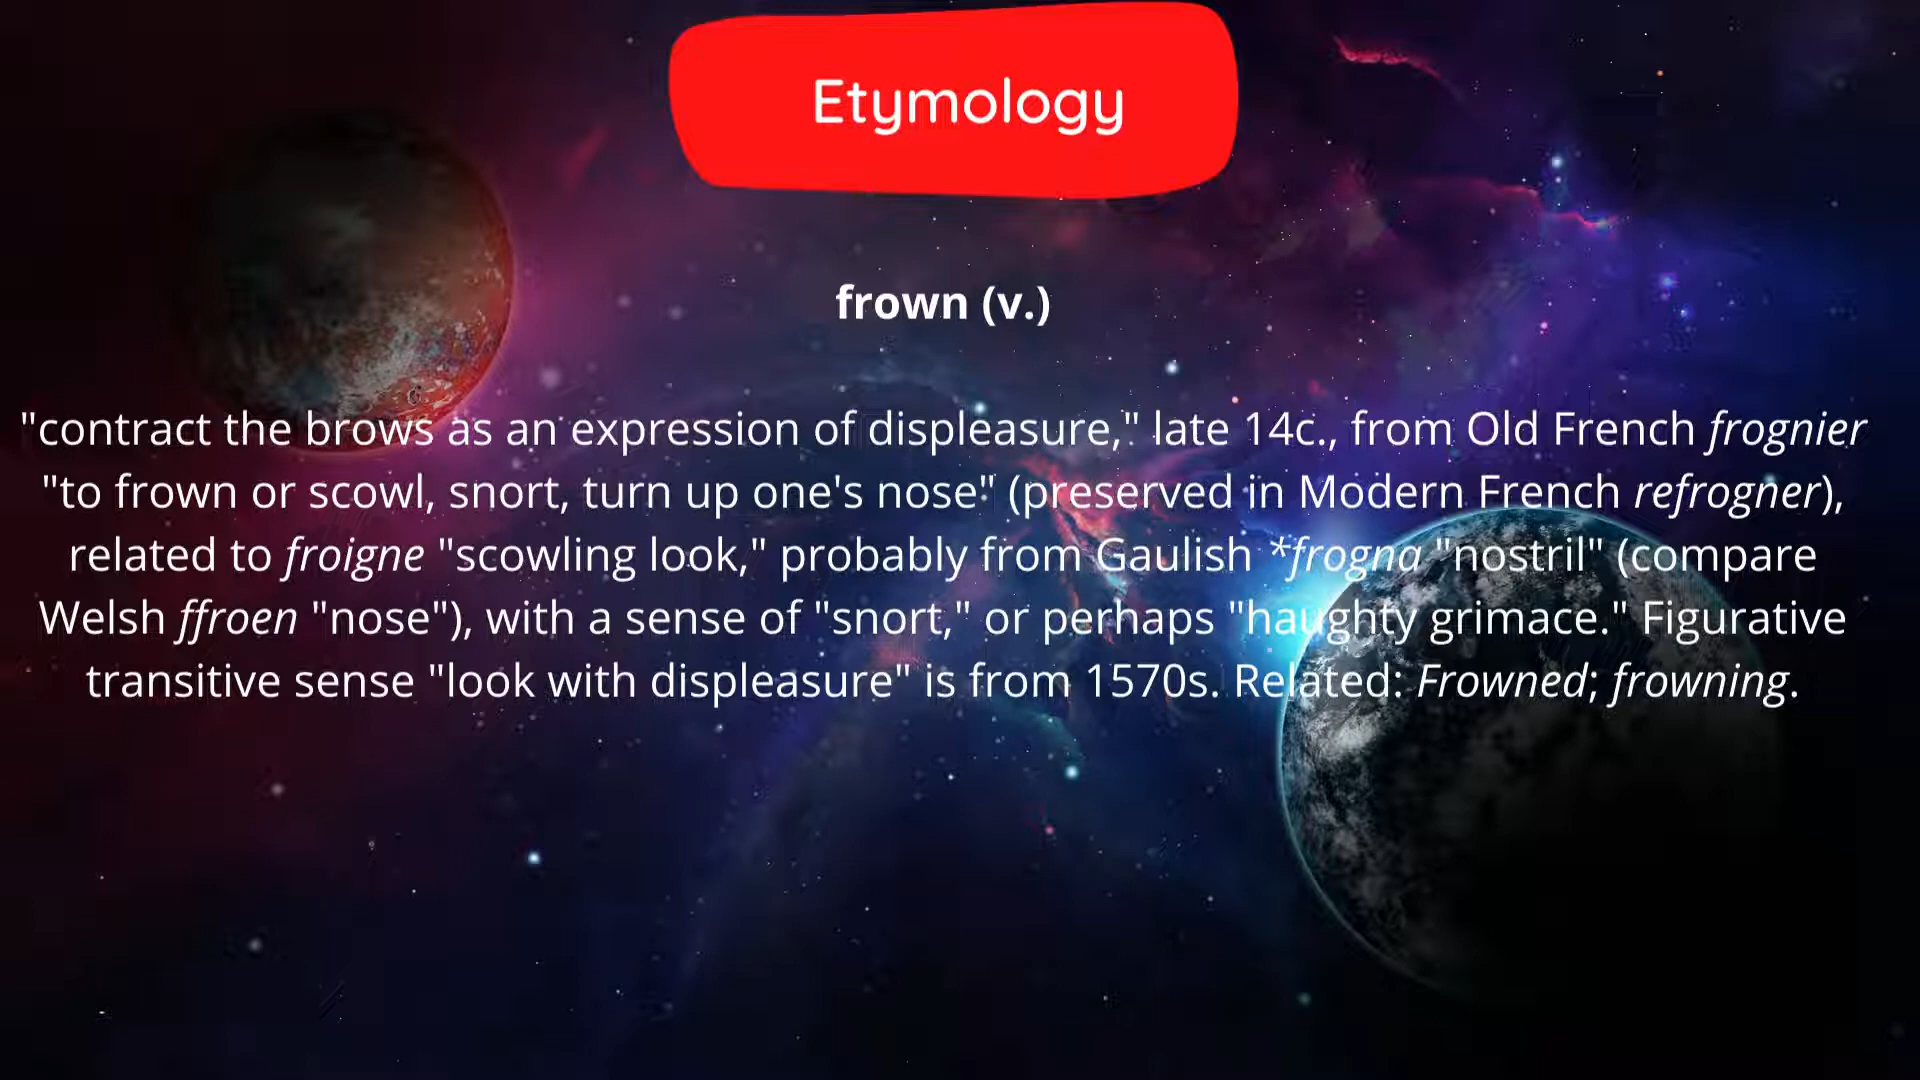 Etymology
frown (v.)
"contract the brows as an expression of displeasure," late 14c., from Old French frognier
"to frown or scowl, snort, turn up one's nose" (preserved in Modern French refrogner),
related to froigne "scowling look," probably from Gaulish *frogna "nostril" (compare
Welsh ffroen "nose"), with a sense of "snort," or perhaps "haughty grimace." Figurative
transitive sense "look with displeasure" is from 1570s. Related: Frowned; frowning.